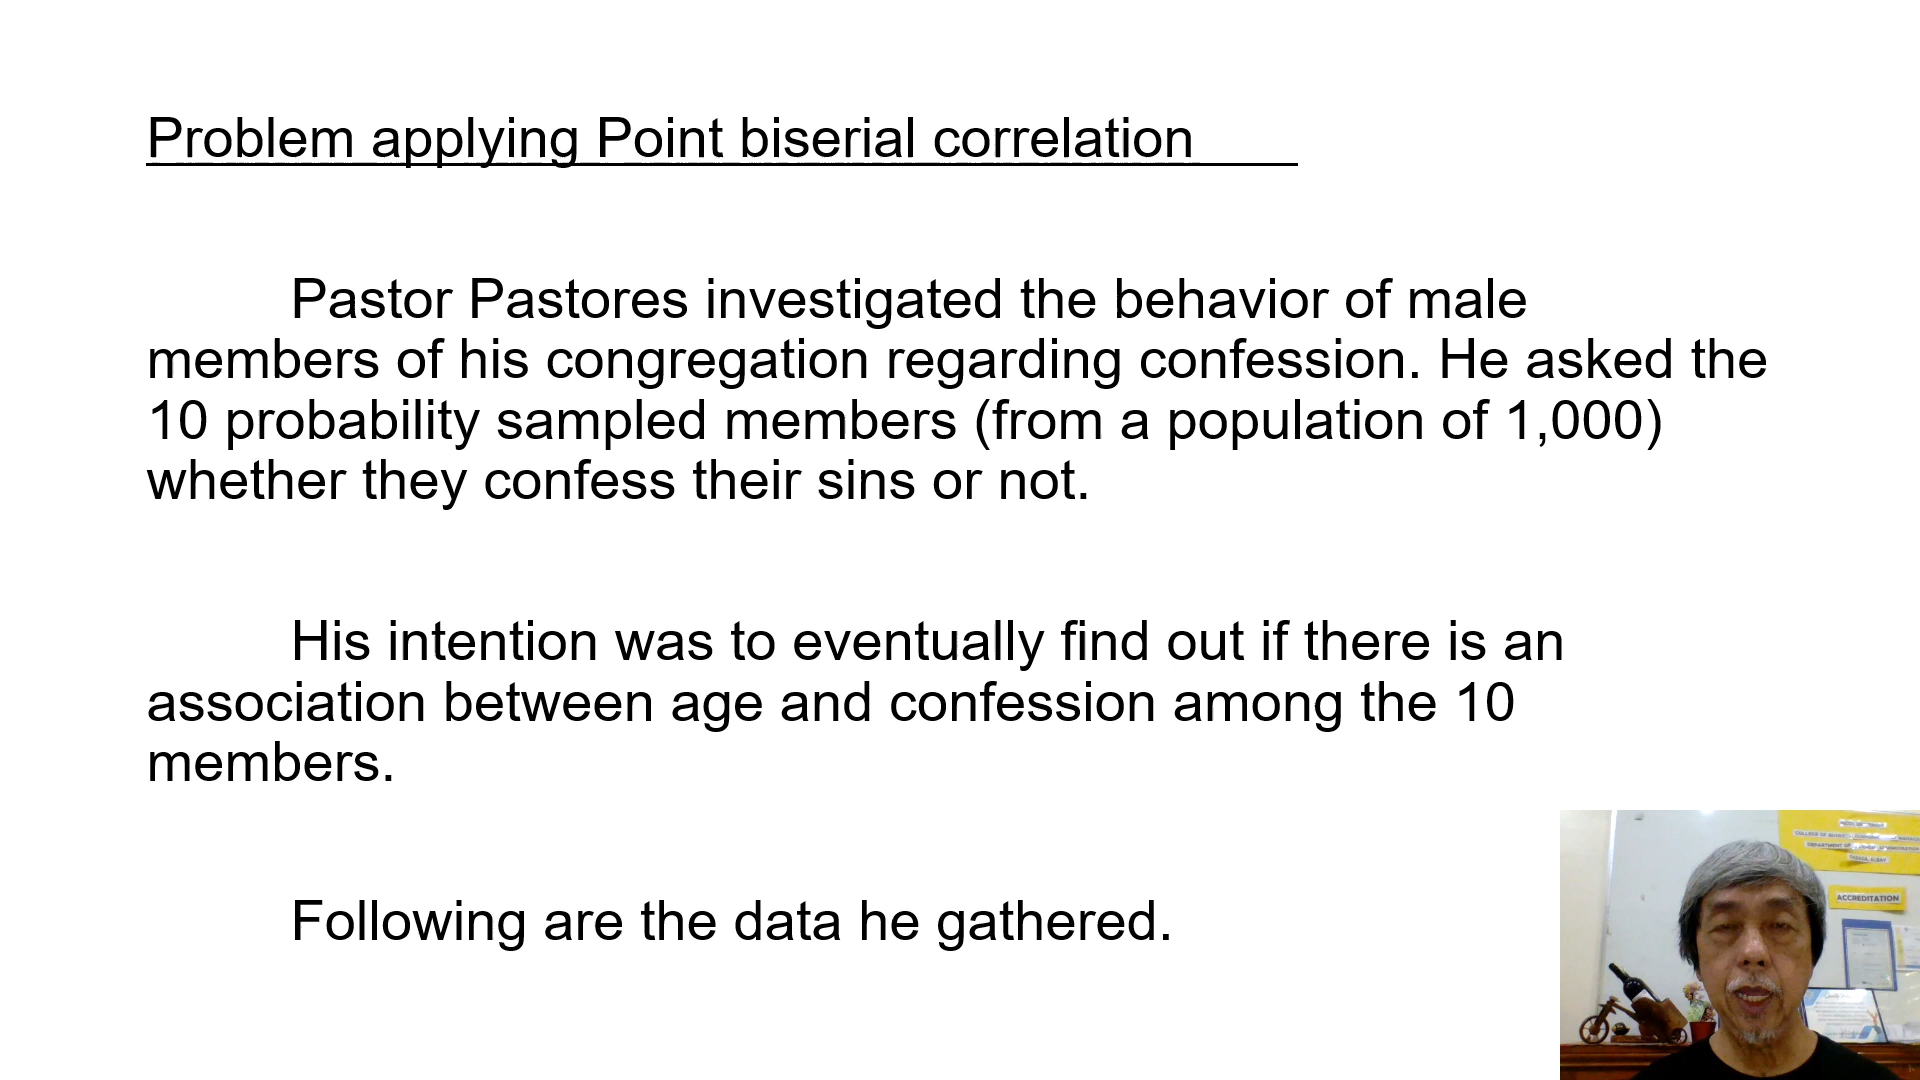 Problem applying Point biserial correlation
Pastor Pastores investigated the behavior of male
members of his congregation regarding confession. He asked the
10 probability sampled members (from a population of 1,000)
whether they confess their sins or not.
His intention was to eventually find out if there is an
association between age and confession among the 10
members.
Following are the data he gathered.
ACCREDITATION